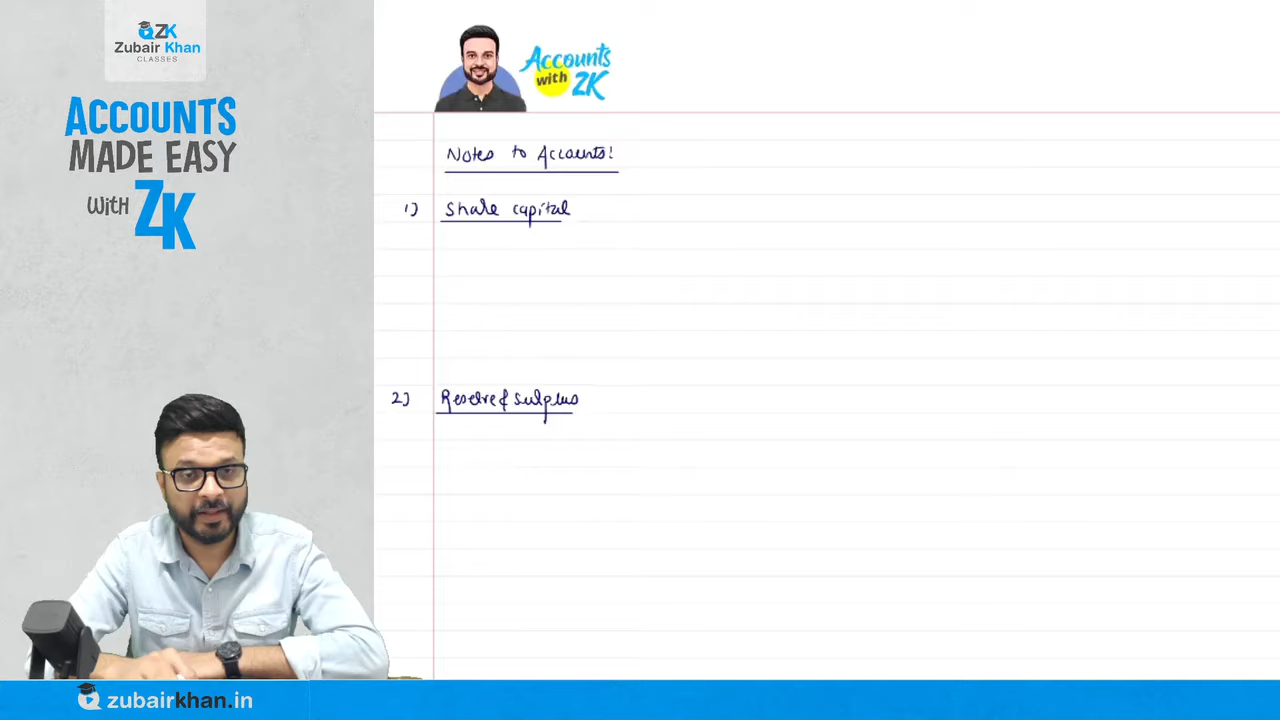 ZK
Zubair Khan
CLASSES
ACCOUNTS
MADE EASY
with ZK
Accounts
with ZK
Notes to Accounts:
1) Share capital
2) Reserve & Surplus
zubairkhan.in